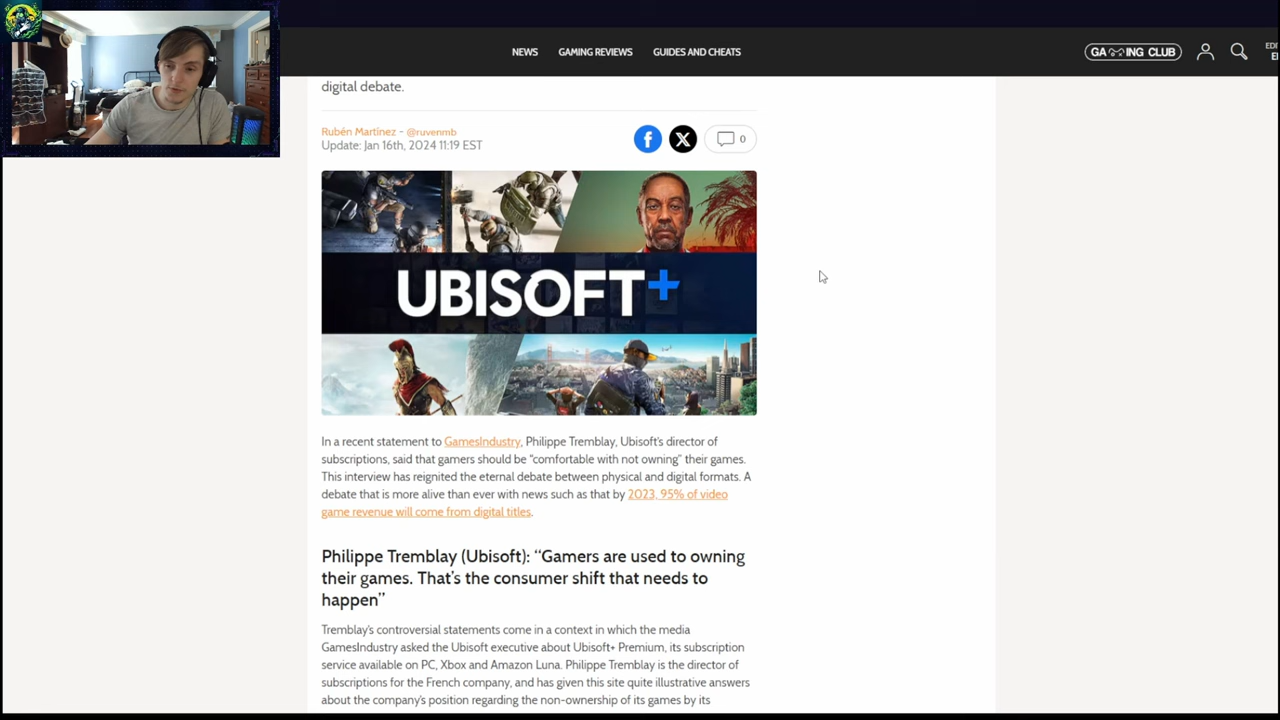 NEWS
GAMING REVIEWS
GUIDES AND CHEATS
GAMING CLUB
digital debate.
Rubén Martínez - @ruvenmb
Update: Jan 16th, 2024 11:19 EST
0
UBISOFT+
In a recent statement to GamesIndustry, Philippe Tremblay, Ubisoft's director of
subscriptions, said that gamers should be “comfortable with not owning” their games.
This interview has reignited the eternal debate between physical and digital formats. A
debate that is more alive than ever with news such as that by 2023, 95% of video
game revenue will come from digital titles.
Philippe Tremblay (Ubisoft): “Gamers are used to owning
their games. That’s the consumer shift that needs to
happen”
Tremblay's controversial statements come in a context in which the media
GamesIndustry asked the Ubisoft executive about Ubisoft+ Premium, its subscription
service available on PC, Xbox and Amazon Luna. Philippe Tremblay is the director of
subscriptions for the French company, and has given this site quite illustrative answers
about the company's position regarding the non-ownership of its games by its